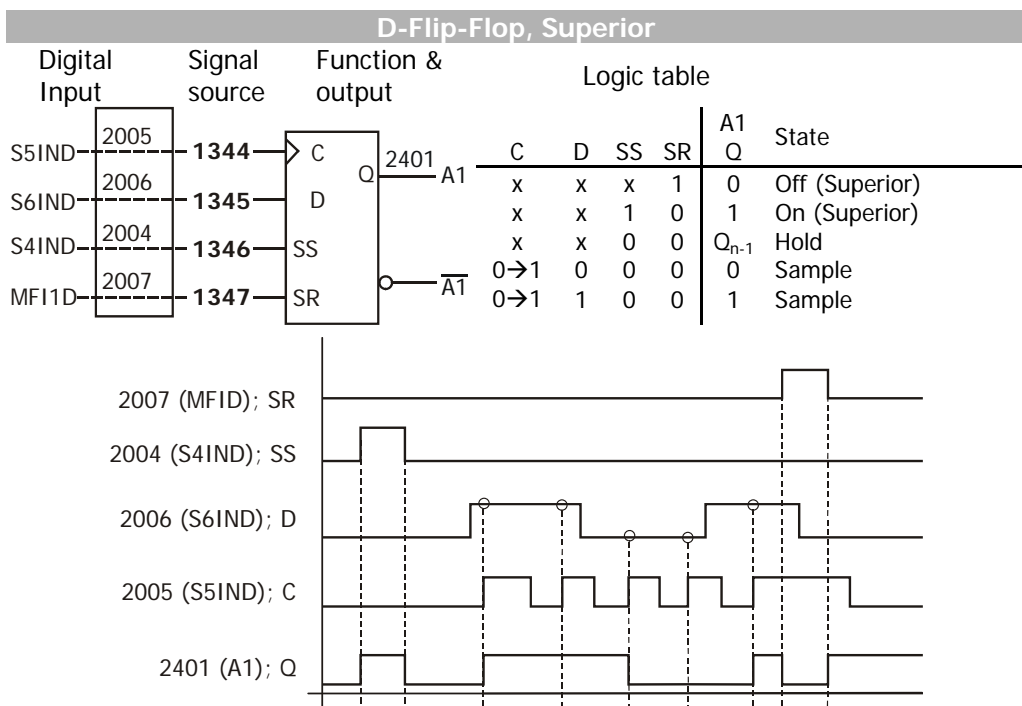 D-Flip-Flop, Superior
Digital Input
Signal source
Function & output
Logic table
S5IND 2005 1344 C
S6IND 2006 1345 D
S4IND 2004 1346 SS
MFI1D 2007 1347 SR
Q 2401 A1
A1
C D SS SR A1 Q State
x x x 1 0 Off (Superior)
x x 1 0 1 On (Superior)
x x 0 0 Qn-1 Hold
0→1 0 0 0 0 Sample
0→1 1 0 0 1 Sample
2007 (MFID); SR
2004 (S4IND); SS
2006 (S6IND); D
2005 (S5IND); C
2401 (A1); Q